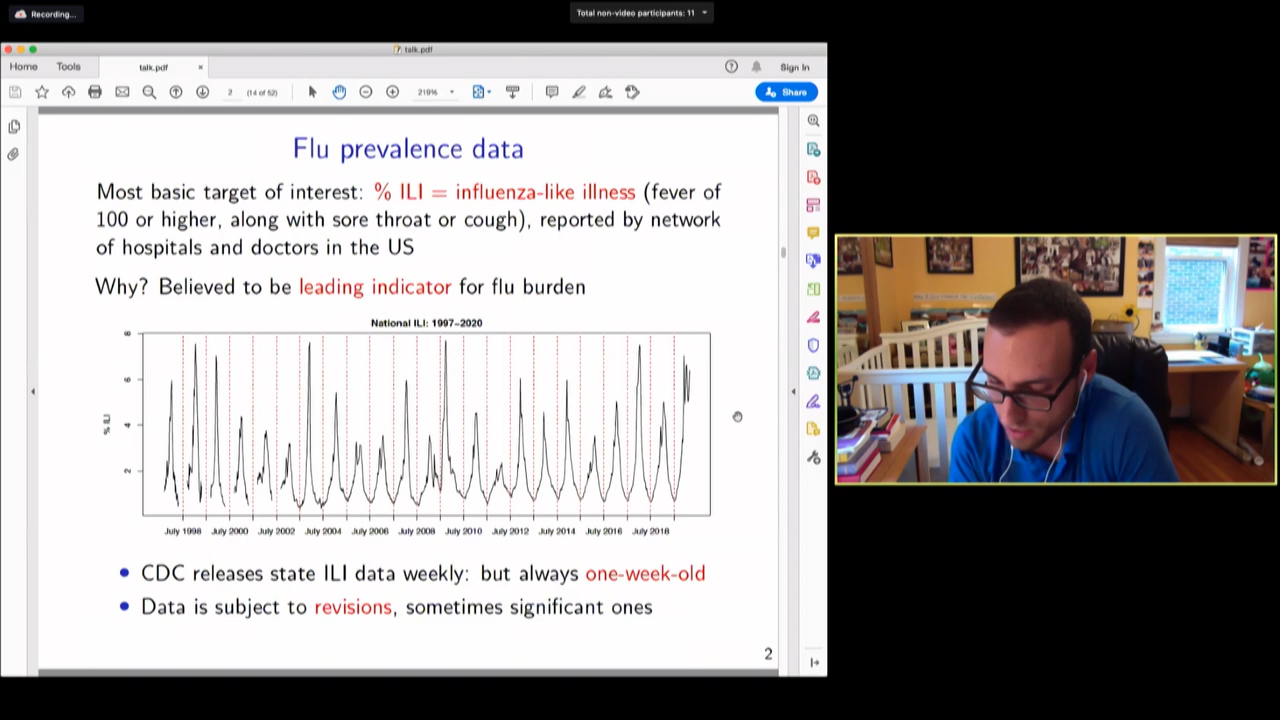 Recording...
Total non-video participants: 11
talk.pdf
Home Tools talk.pdf × Sign In
2 (14 of 52) 219% Share
Flu prevalence data
Most basic target of interest: % ILI = influenza-like illness (fever of
100 or higher, along with sore throat or cough), reported by network
of hospitals and doctors in the US
Why? Believed to be leading indicator for flu burden
National ILI: 1997–2020
% ILI
8
6
4
2
July 1998 July 2000 July 2002 July 2004 July 2006 July 2008 July 2010 July 2012 July 2014 July 2016 July 2018
• CDC releases state ILI data weekly: but always one-week-old
• Data is subject to revisions, sometimes significant ones
2